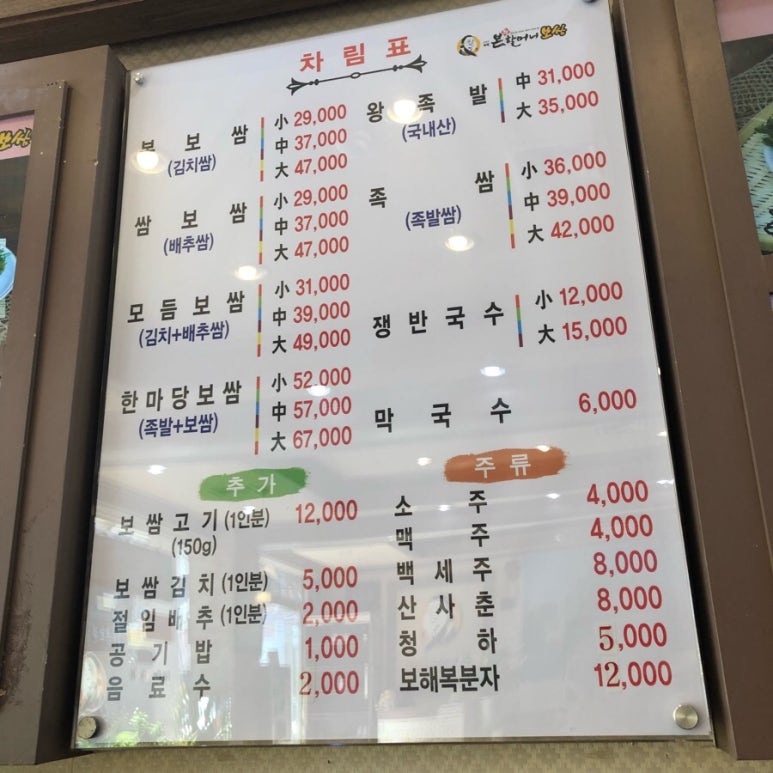 차림표
본할머니보쌈
본보쌈 小 29,000
(김치쌈) 中 37,000
大 47,000
쌈보쌈 小 29,000
(배추쌈) 中 37,000
大 47,000
모듬보쌈 小 31,000
(김치+배추쌈) 中 39,000
大 49,000
한마당보쌈 小 52,000
(족발+보쌈) 中 57,000
大 67,000
왕족발 中 31,000
(국내산) 大 35,000
족쌈 小 36,000
(족발쌈) 中 39,000
大 42,000
쟁반국수 小 12,000
大 15,000
막국수 6,000
추가
보쌈고기(1인분) 12,000
(150g)
보쌈김치(1인분) 5,000
절임배추(1인분) 2,000
공기밥 1,000
음료수 2,000
주류
소주 4,000
맥주 4,000
백세주 8,000
산사춘 8,000
청하 5,000
보해복분자 12,000